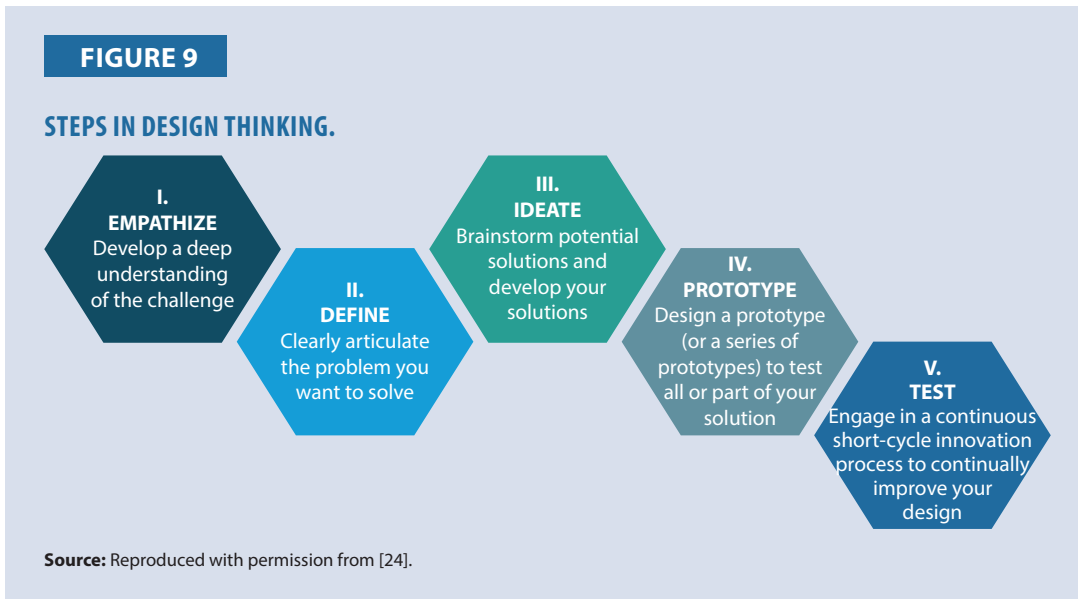 FIGURE 9
STEPS IN DESIGN THINKING.
I.
EMPATHIZE
Develop a deep
understanding
of the challenge
II.
DEFINE
Clearly articulate
the problem you
want to solve
III.
IDEATE
Brainstorm potential
solutions and
develop your
solutions
IV.
PROTOTYPE
Design a prototype
(or a series of
prototypes) to test
all or part of your
solution
V.
TEST
Engage in a continuous
short-cycle innovation
process to continually
improve your
design
Source: Reproduced with permission from [24].